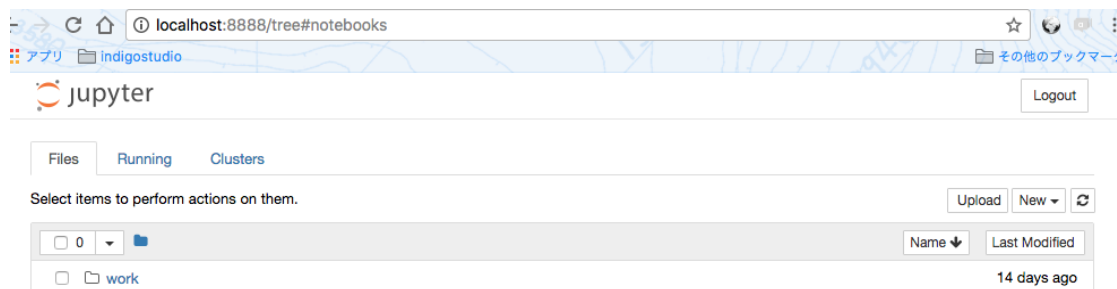 localhost:8888/tree#notebooks
アプリ indigostudio その他のブックマーク
jupyter Logout
Files Running Clusters
Select items to perform actions on them. Upload New
0 Name Last Modified
work 14 days ago